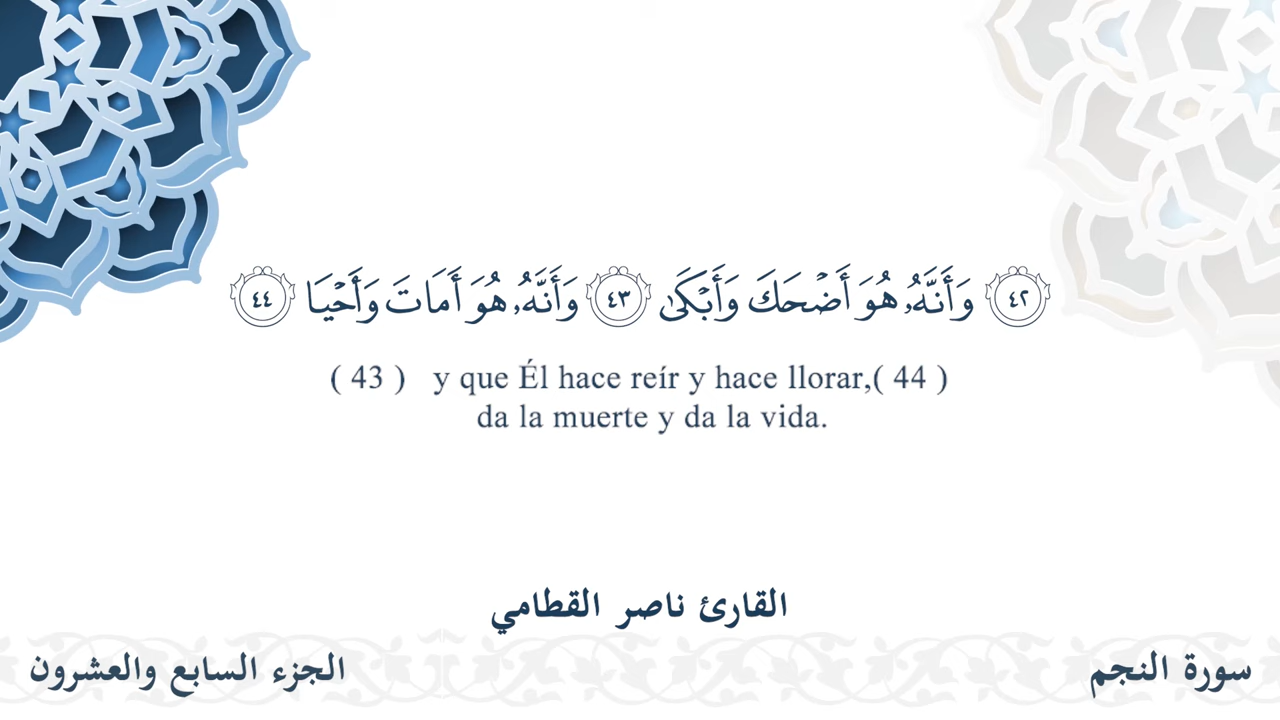 ٤٢ وَأَنَّهُۥ هُوَ أَضْحَكَ وَأَبْكَىٰ ٤٣ وَأَنَّهُۥ هُوَ أَمَاتَ وَأَحْيَا ٤٤
( 43 ) y que Él hace reír y hace llorar,( 44 )
da la muerte y da la vida.
القارئ ناصر القطامي
سورة النجم
الجزء السابع والعشرون